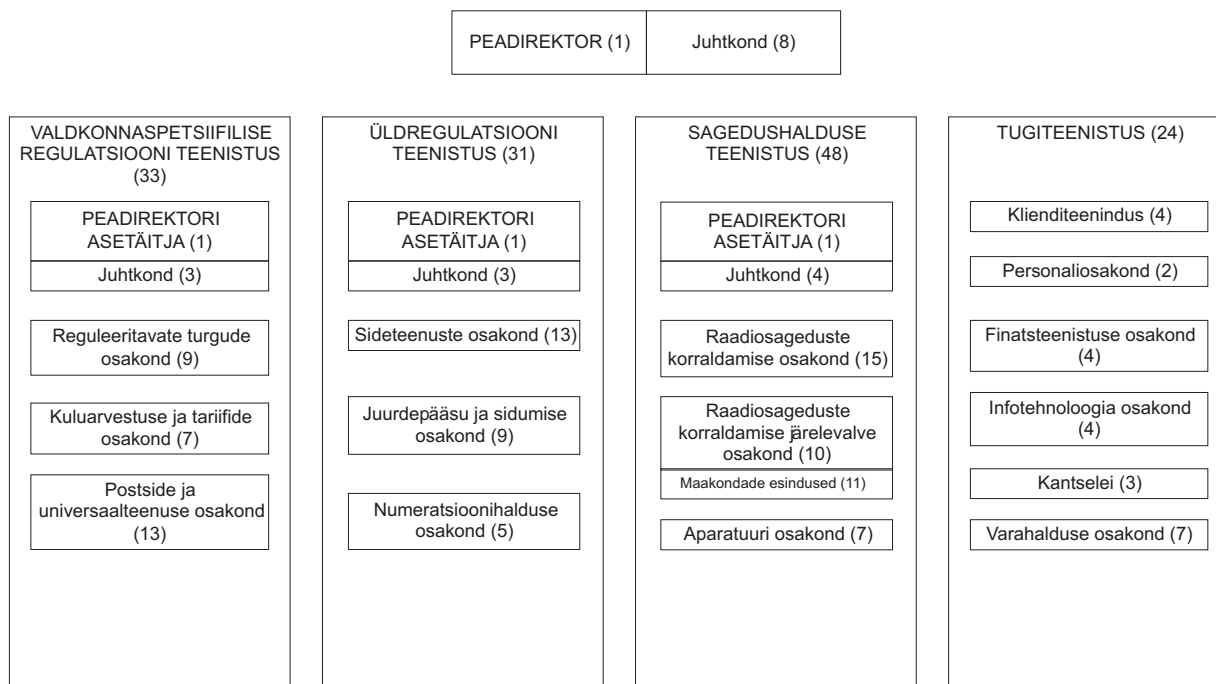 PEADIREKTOR (1)
Juhtkond (8)
VALDKONNASPETSIIFILISE
REGULATSIOONI TEENISTUS
(33)
PEADIREKTORI
ASETÄITJA (1)
Juhtkond (3)
Reguleeritavate turgude
osakond (9)
Kuluarvestuse ja tariifide
osakond (7)
Postside ja
universaalteenuse osakond
(13)
ÜLDREGULATSIOONI
TEENISTUS (31)
PEADIREKTORI
ASETÄITJA (1)
Juhtkond (3)
Sideteenuste osakond (13)
Juurdepääsu ja sidumise
osakond (9)
Numeratsioonihalduse
osakond (5)
SAGEDUSHALDUSE
TEENISTUS (48)
PEADIREKTORI
ASETÄITJA (1)
Juhtkond (4)
Raadiosageduste
korraldamise osakond (15)
Raadiosageduste
korraldamise järelevalve
osakond (10)
Maakondade esindused (11)
Aparatuuri osakond (7)
TUGITEENISTUS (24)
Klienditeenindus (4)
Personaliosakond (2)
Finatsteenistuse osakond
(4)
Infotehnoloogia osakond
(4)
Kantselei (3)
Varahalduse osakond (7)